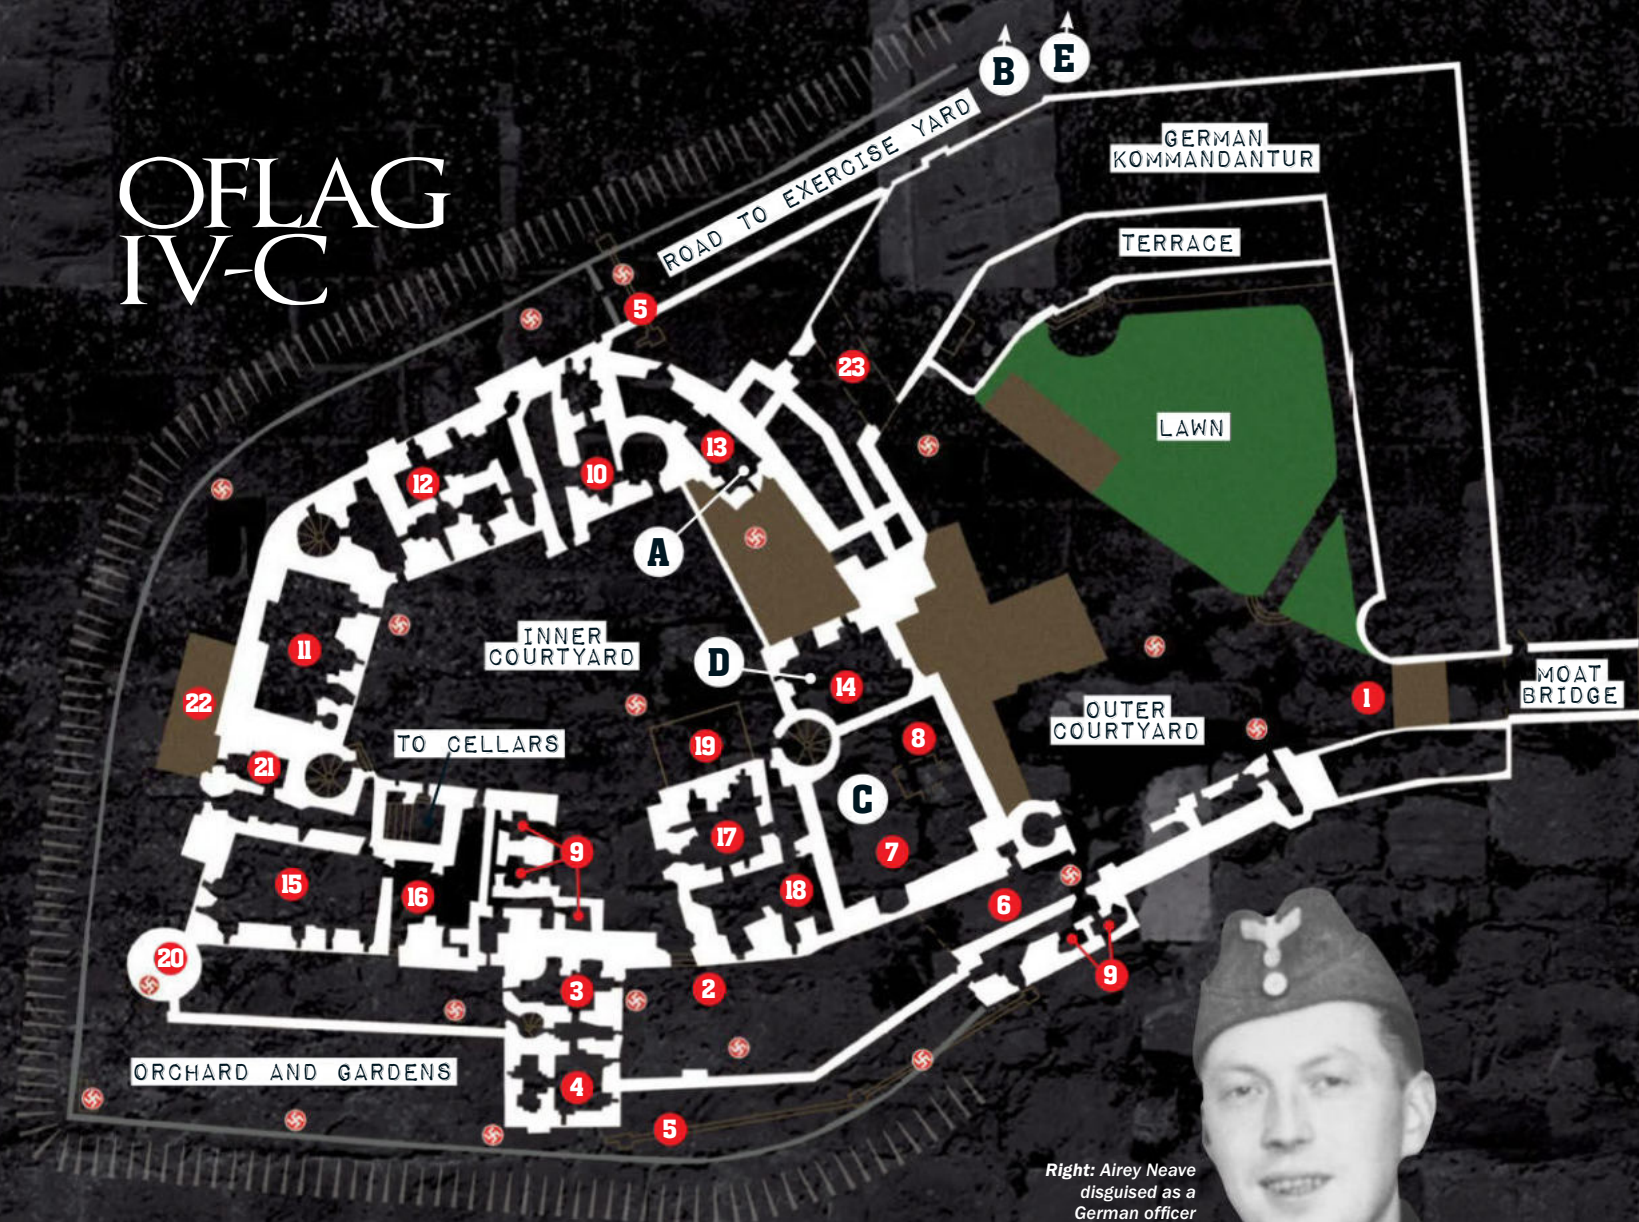 OFLAG
IV-C
B
E
ROAD TO EXERCISE YARD
GERMAN
KOMMANDANTUR
TERRACE
LAWN
5
23
13
12
10
A
INNER
COURTYARD
11
D
14
22
OUTER
COURTYARD
1
MOAT
BRIDGE
19
8
TO CELLARS
21
C
17
9
7
15
16
18
6
20
3
2
9
ORCHARD AND GARDENS
4
5
Right: Airey Neave
disguised as a
German officer